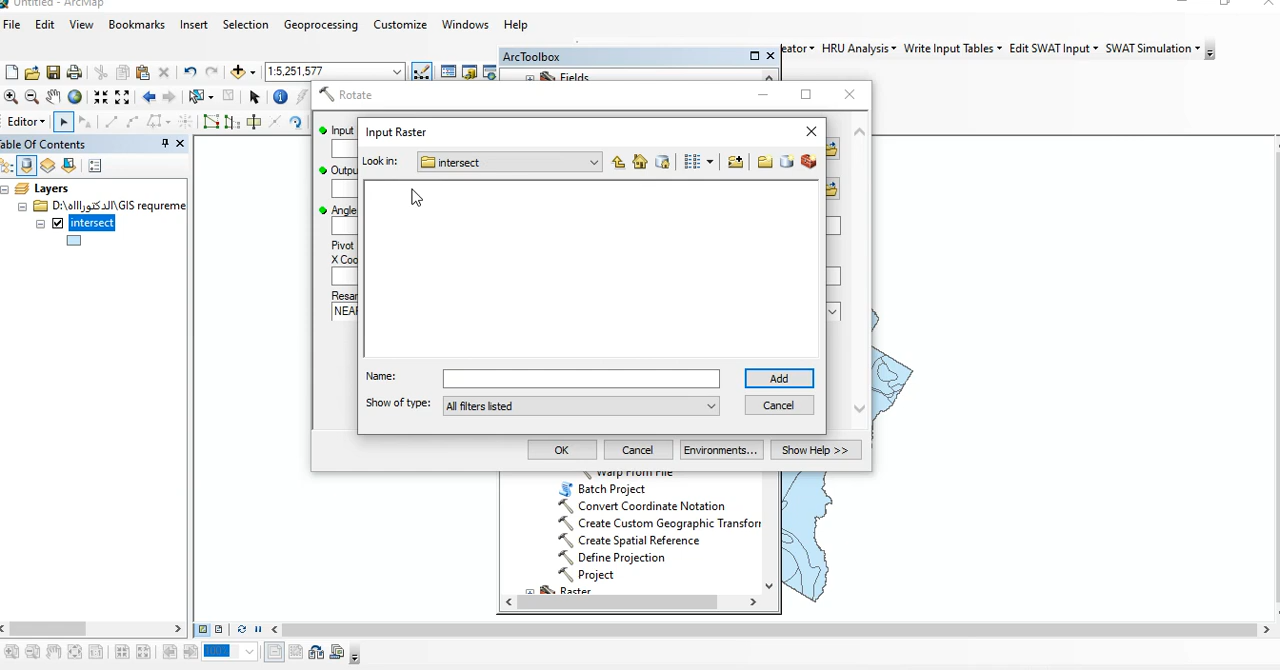 Untitled - ArcMap
File Edit View Bookmarks Insert Selection Geoprocessing Customize Windows Help
ArcToolbox
eator HRU Analysis Write Input Tables Edit SWAT Input SWAT Simulation
1:5,251,577
Fields
Rotate
Editor
Input
Input Raster
Table Of Contents
Look in: intersect
Outpu
Layers
D:\الدكتوراااه\GIS requreme
Angle
intersect
Pivot
X Coo
Resar
NEAR
Name:
Add
Show of type: All filters listed
Cancel
OK Cancel Environments... Show Help >>
Warp From File
Batch Project
Convert Coordinate Notation
Create Custom Geographic Transforr
Create Spatial Reference
Define Projection
Project
Raster